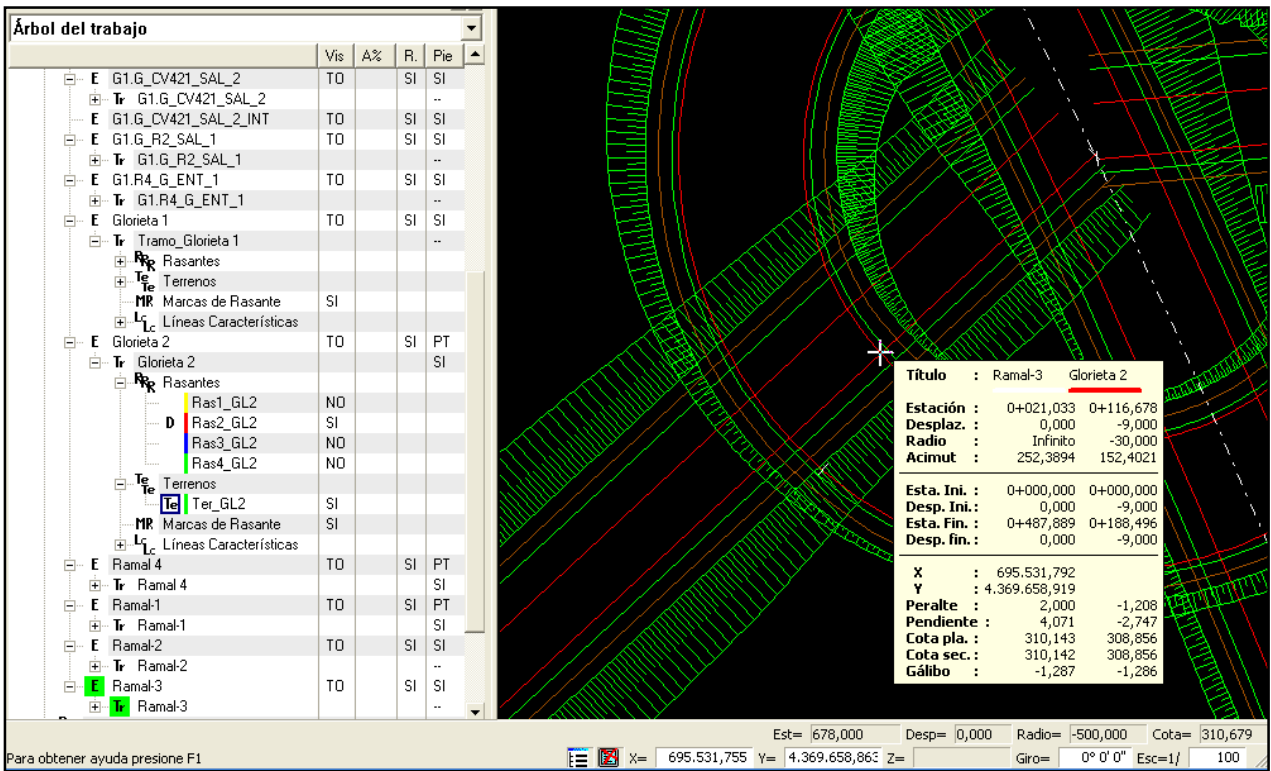 Árbol del trabajo
Vis A% R. Pie
E G1.G_CV421_SAL_2 TO SI SI
Tr G1.G_CV421_SAL_2 --
E G1.G_CV421_SAL_2_INT TO SI SI
E G1.G_R2_SAL_1 TO SI SI
Tr G1.G_R2_SAL_1 --
E G1.R4_G_ENT_1 TO SI SI
Tr G1.R4_G_ENT_1 --
E Glorieta 1 TO SI SI
Tr Tramo_Glorieta 1 --
RRR Rasantes
TeTe Terrenos
MR Marcas de Rasante SI
LcLc Líneas Características
E Glorieta 2 TO SI PT
Tr Glorieta 2 SI
RRR Rasantes
Ras1_GL2 NO
D Ras2_GL2 SI
Ras3_GL2 NO
Ras4_GL2 NO
TeTe Terrenos
Te Ter_GL2 SI
MR Marcas de Rasante SI
LcLc Líneas Características
E Ramal 4 TO SI PT
Tr Ramal 4 SI
E Ramal-1 TO SI PT
Tr Ramal-1 SI
E Ramal-2 TO SI SI
Tr Ramal-2 --
E Ramal-3 TO SI SI
Tr Ramal-3 --
Título : Ramal-3 Glorieta 2
Estación : 0+021,033 0+116,678
Desplaz. : 0,000 -9,000
Radio : Infinito -30,000
Acimut : 252,3894 152,4021
Esta. Ini. : 0+000,000 0+000,000
Desp. Ini.: 0,000 -9,000
Esta. Fin. : 0+487,889 0+188,496
Desp. fin. : 0,000 -9,000
X : 695.531,792
Y : 4.369.658,919
Peralte : 2,000 -1,208
Pendiente : 4,071 -2,747
Cota pla. : 310,143 308,856
Cota sec. : 310,142 308,856
Gálibo : -1,287 -1,286
Est= 678,000 Desp= 0,000 Radio= -500,000 Cota= 310,679
Para obtener ayuda presione F1 X= 695.531,755 Y= 4.369.658,863 Z= Giro= 0° 0' 0" Esc=1/ 100